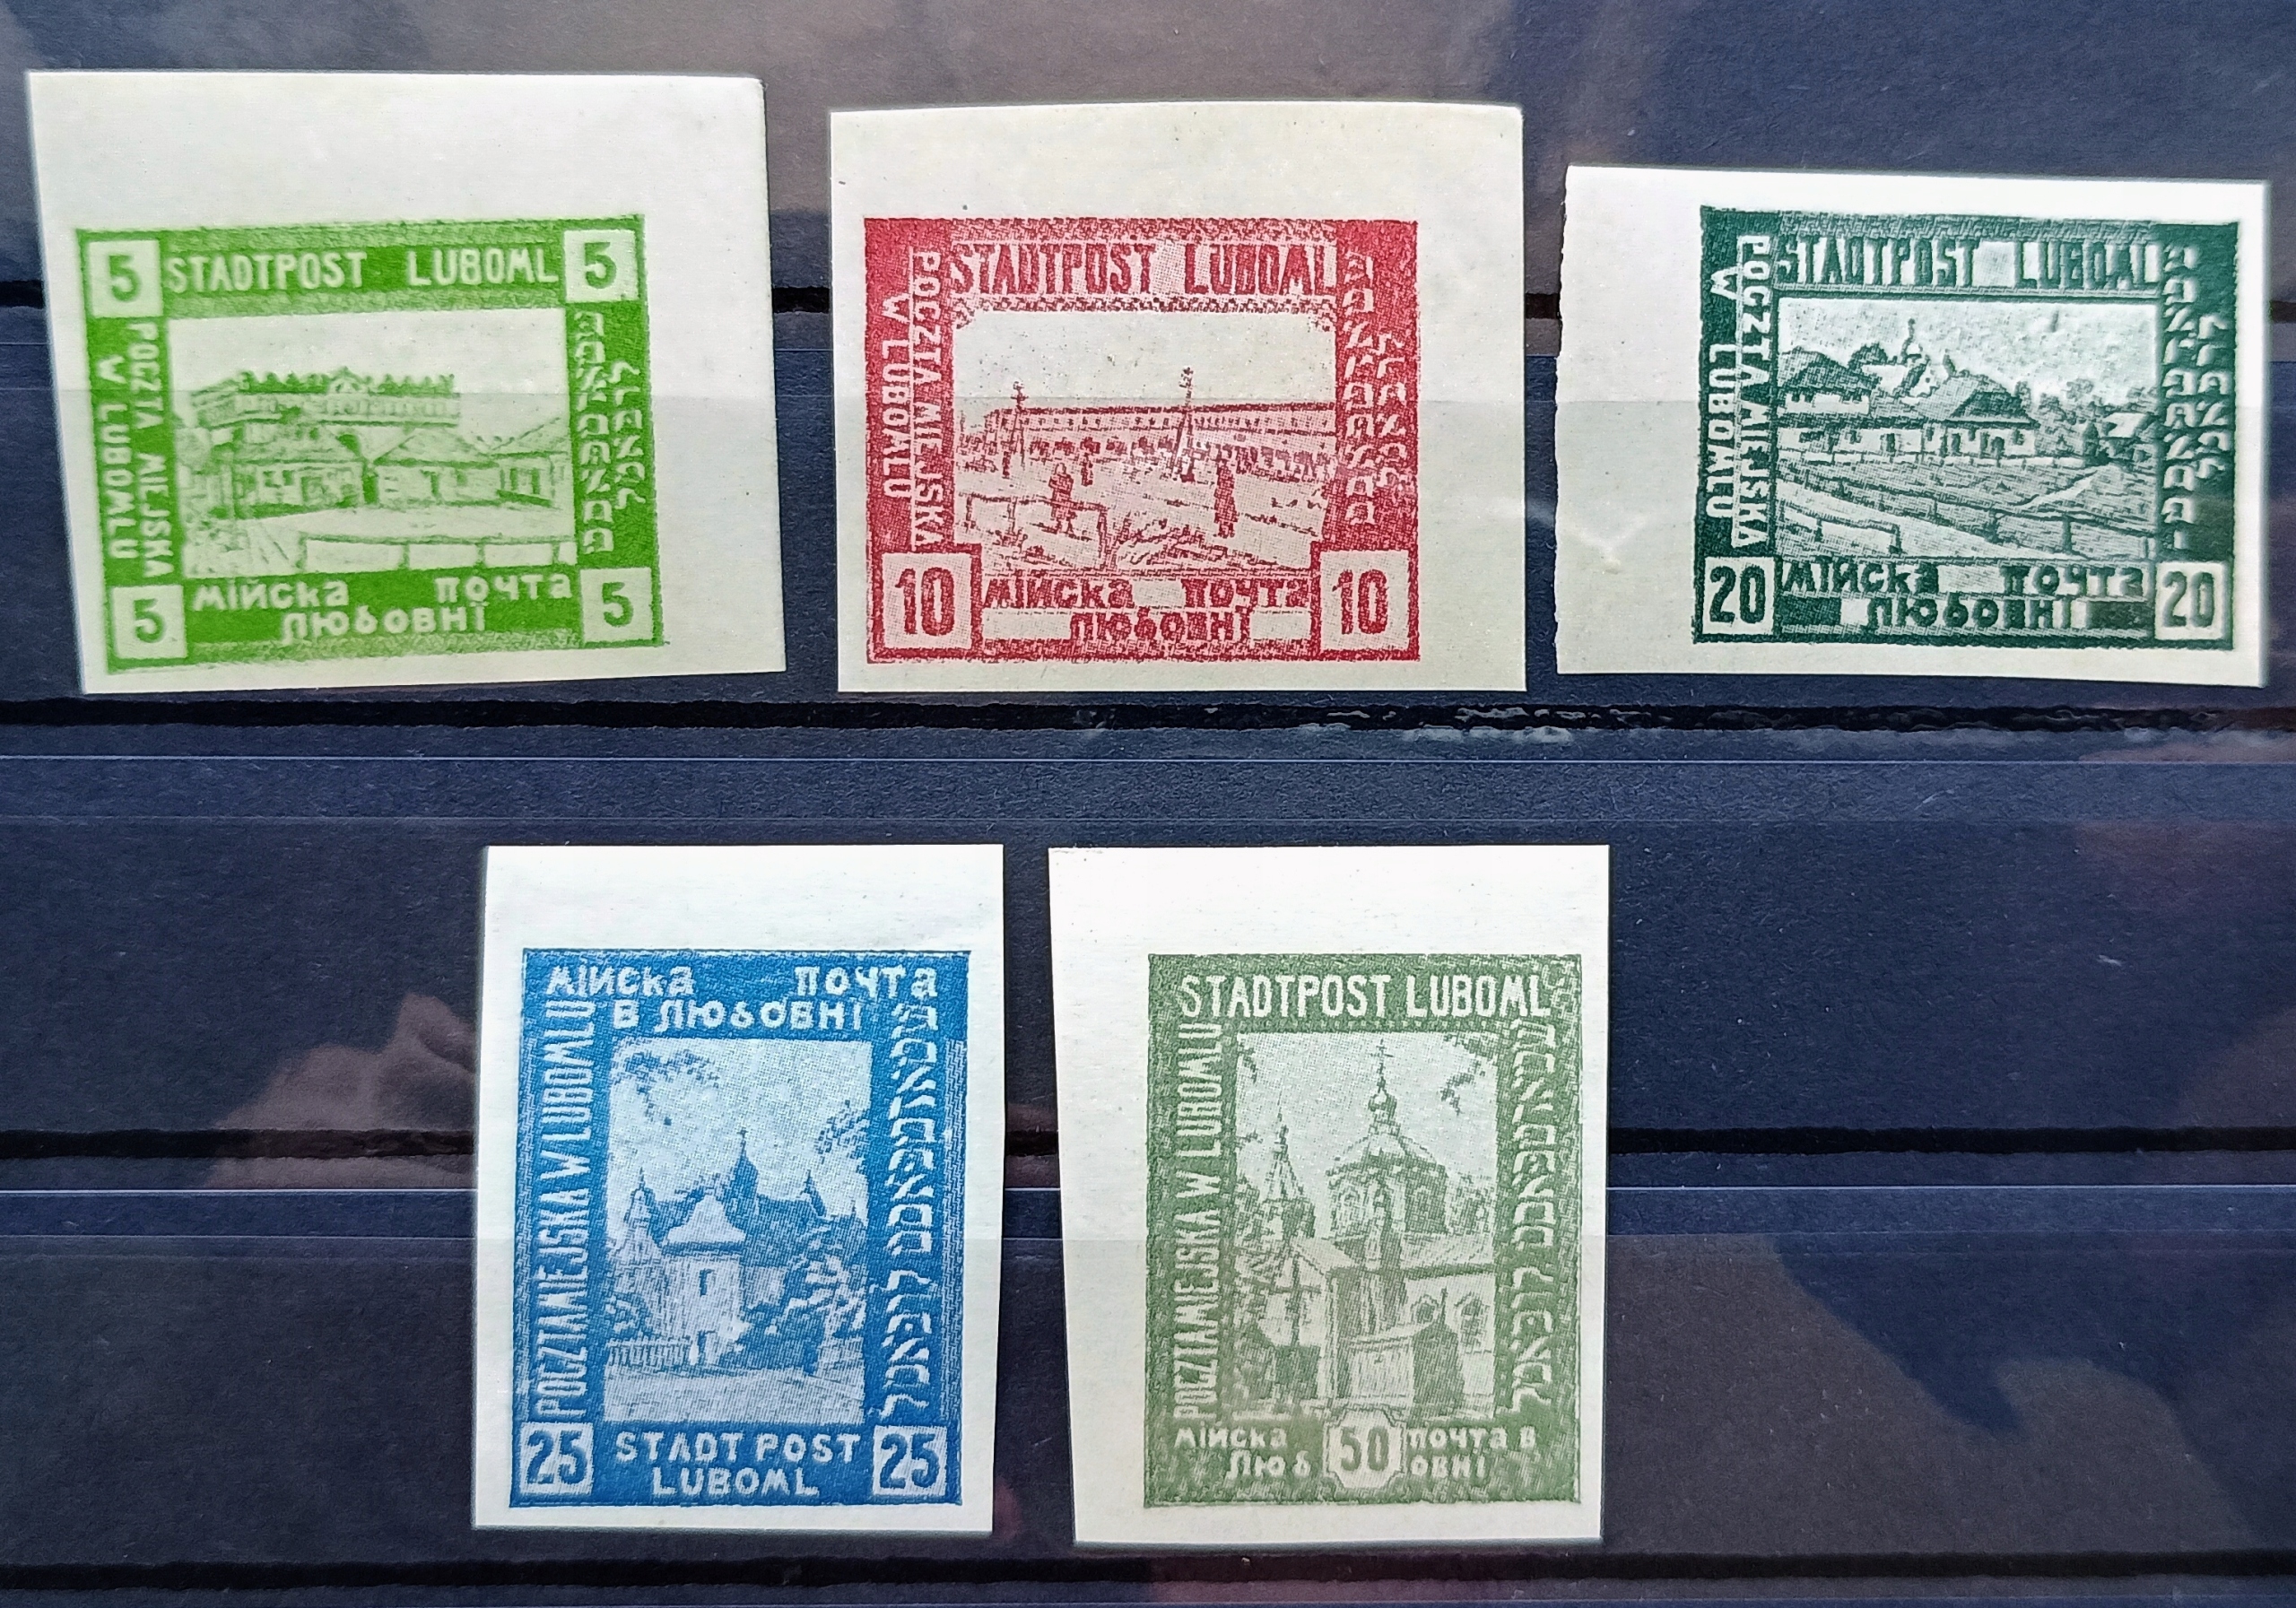 5 STADTPOST LUBOML 5
POCZTA MIEJSKA
W LUBOMLU
5 МІЙСКА ПОЧТА 5
ЛЮБОВНЇ
STADTPOST LUBOML
POCZTA MIEJSKA
W LUBOMLU
10 МІЙСКА ПОЧТА 10
ЛЮБОВНІ
STADTPOST LUBOML
POCZTA MIEJSKA
W LUBOMLU
20 МІЙСКА ПОЧТА 20
ЛЮБОВНІ
МІЙСКА ПОЧТА
В ЛЮБОВНІ
POCZTA MIEJSKA W LUBOMLU
25 STADT POST 25
LUBOML
STADTPOST LUBOML
POCZTA MIEJSKA W LUBOMLU
МІЙСКА 50 ПОЧТА В
ЛЮБ ОВНІ